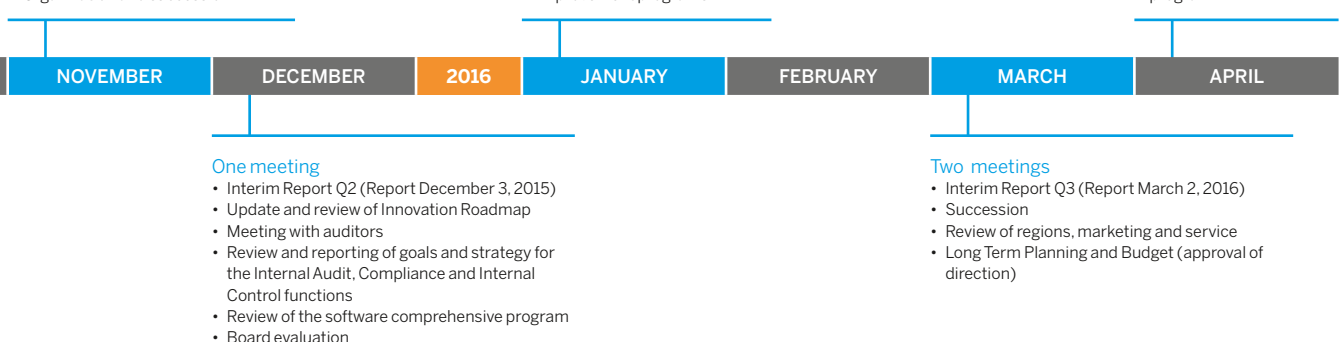 NOVEMBER
DECEMBER
2016
JANUARY
FEBRUARY
MARCH
APRIL
One meeting
• Interim Report Q2 (Report December 3, 2015)
• Update and review of Innovation Roadmap
• Meeting with auditors
• Review and reporting of goals and strategy for
the Internal Audit, Compliance and Internal
Control functions
• Review of the software comprehensive program
• Board evaluation
Two meetings
• Interim Report Q3 (Report March 2, 2016)
• Succession
• Review of regions, marketing and service
• Long Term Planning and Budget (approval of
direction)